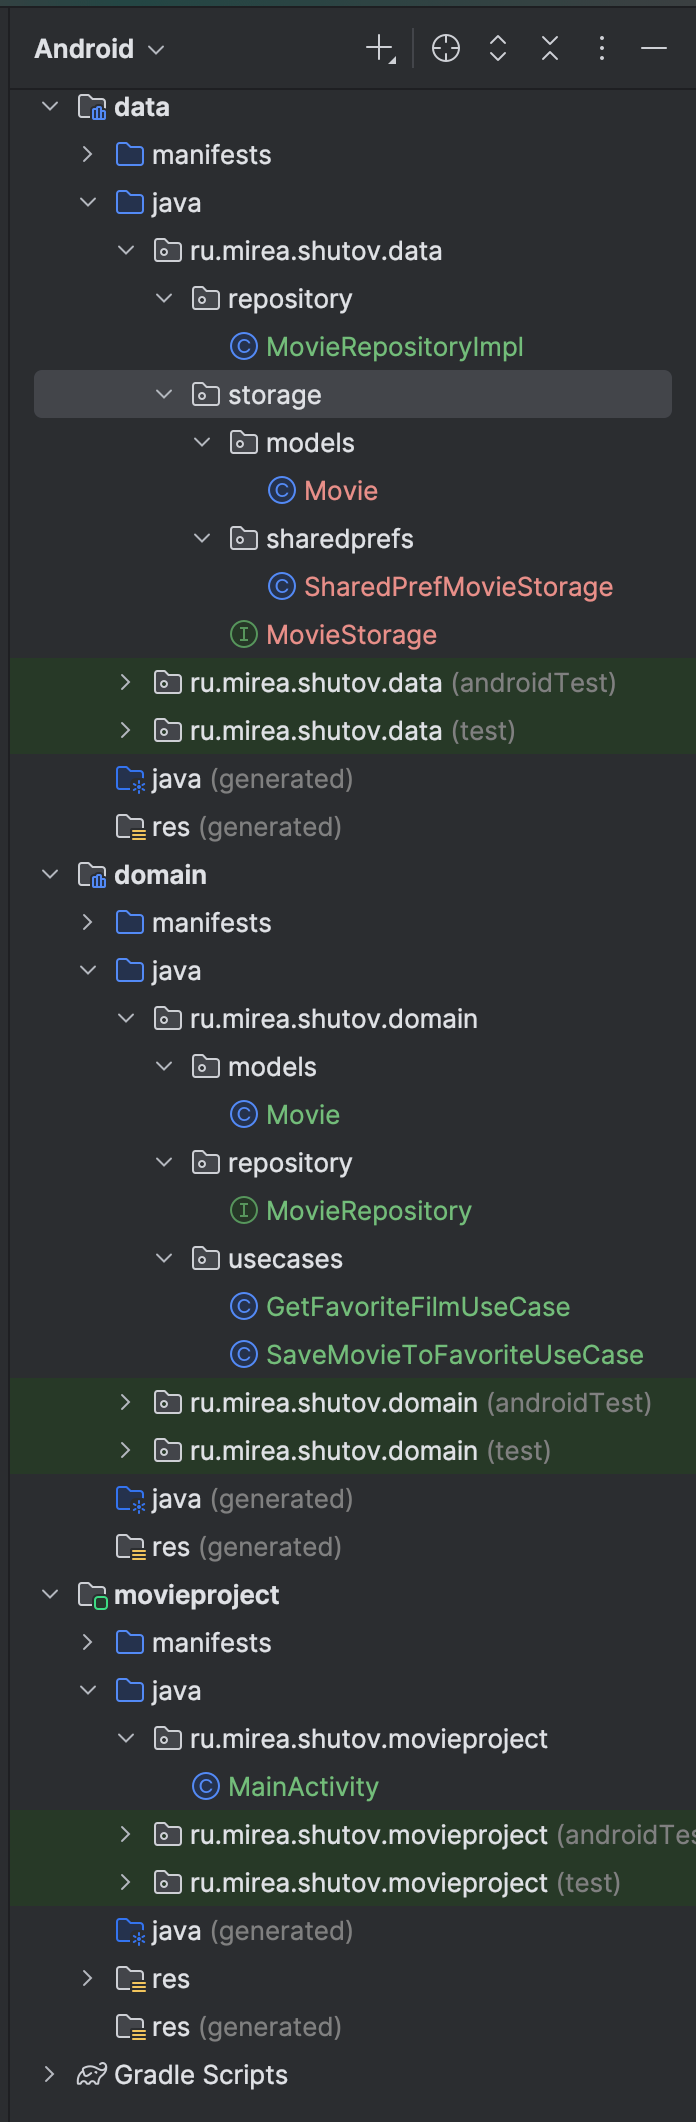 Android
data
manifests
java
ru.mirea.shutov.data
repository
MovieRepositoryImpl
storage
models
Movie
sharedprefs
SharedPrefMovieStorage
MovieStorage
ru.mirea.shutov.data (androidTest)
ru.mirea.shutov.data (test)
java (generated)
res (generated)
domain
manifests
java
ru.mirea.shutov.domain
models
Movie
repository
MovieRepository
usecases
GetFavoriteFilmUseCase
SaveMovieToFavoriteUseCase
ru.mirea.shutov.domain (androidTest)
ru.mirea.shutov.domain (test)
java (generated)
res (generated)
movieproject
manifests
java
ru.mirea.shutov.movieproject
MainActivity
ru.mirea.shutov.movieproject (androidTes
ru.mirea.shutov.movieproject (test)
java (generated)
res
res (generated)
Gradle Scripts